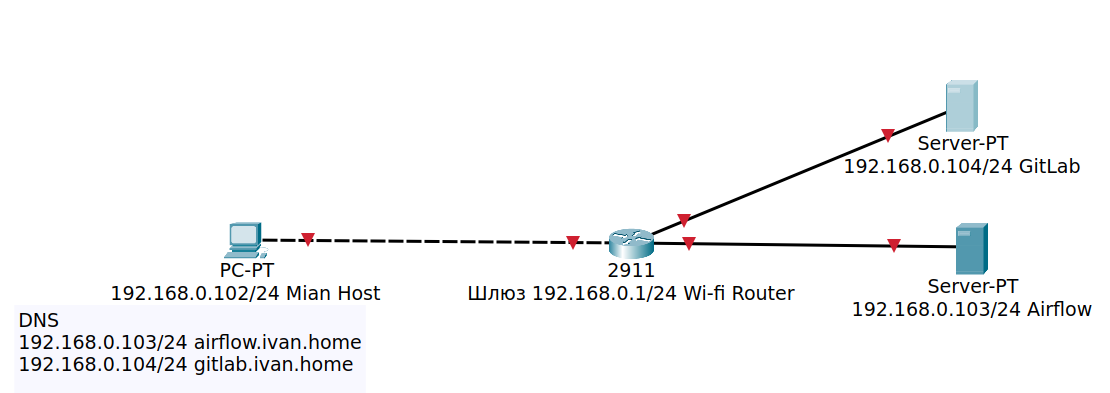 Server-PT
192.168.0.104/24 GitLab
PC-PT
192.168.0.102/24 Mian Host
2911
Шлюз 192.168.0.1/24 Wi-fi Router
Server-PT
192.168.0.103/24 Airflow
DNS
192.168.0.103/24 airflow.ivan.home
192.168.0.104/24 gitlab.ivan.home